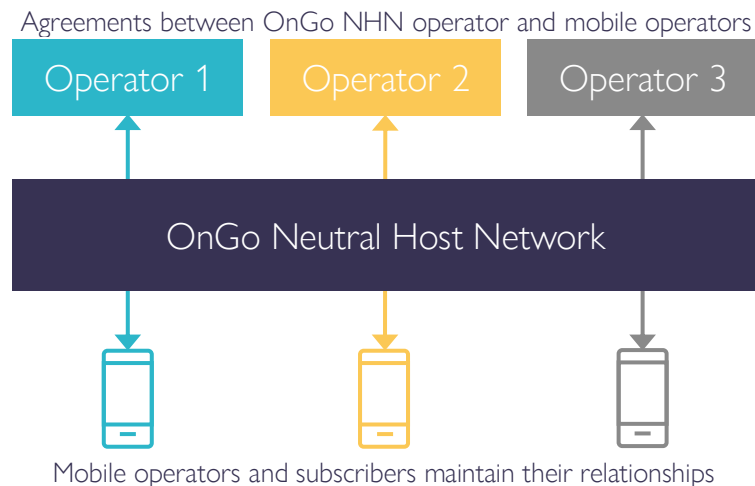 Agreements between OnGo NHN operator and mobile operators
Operator 1
Operator 2
Operator 3
OnGo Neutral Host Network
Mobile operators and subscribers maintain their relationships